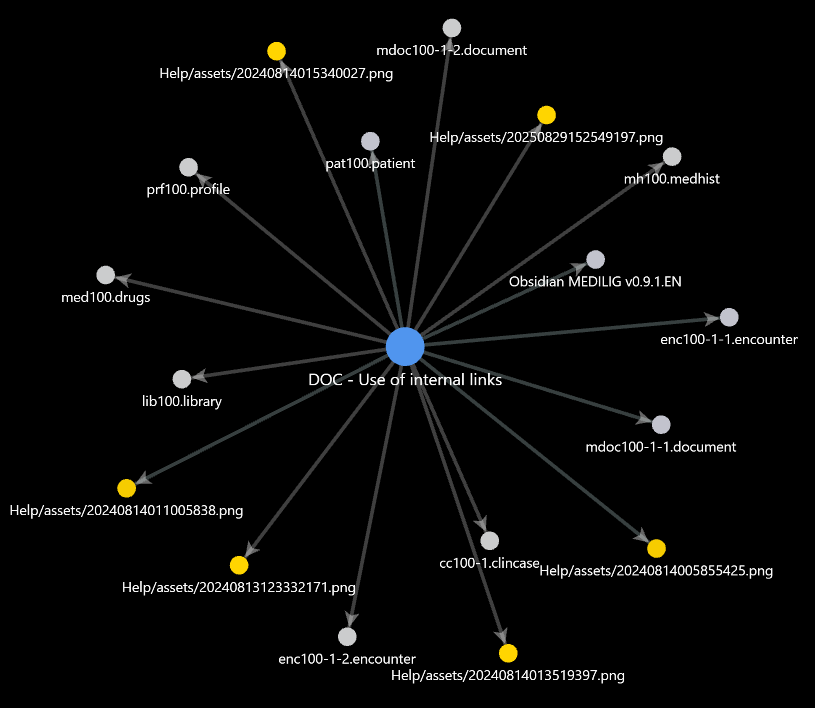 mdoc100-1-2.document
Help/assets/20240814015340027.png
Help/assets/20250829152549197.png
pat100.patient
mh100.medhist
prf100.profile
Obsidian MEDILIG v0.9.1.EN
med100.drugs
enc100-1-1.encounter
DOC - Use of internal links
lib100.library
mdoc100-1-1.document
Help/assets/20240814011005838.png
cc100-1.clincase
Help/assets/20240814005855425.png
Help/assets/20240813123332171.png
enc100-1-2.encounter
Help/assets/20240814013519397.png